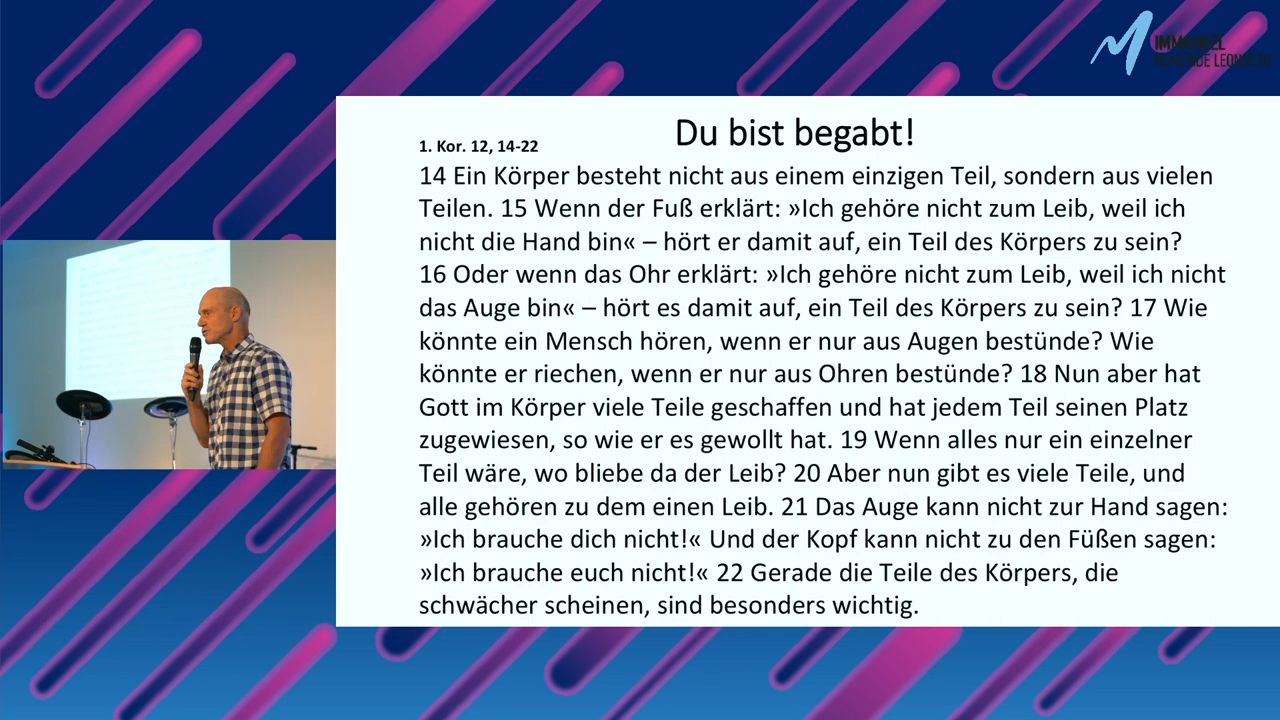 IMMANUEL
GEMEINDE LEONBERG
Du bist begabt!
1. Kor. 12, 14-22
14 Ein Körper besteht nicht aus einem einzigen Teil, sondern aus vielen
Teilen. 15 Wenn der Fuß erklärt: »Ich gehöre nicht zum Leib, weil ich
nicht die Hand bin« – hört er damit auf, ein Teil des Körpers zu sein?
16 Oder wenn das Ohr erklärt: »Ich gehöre nicht zum Leib, weil ich nicht
das Auge bin« – hört es damit auf, ein Teil des Körpers zu sein? 17 Wie
könnte ein Mensch hören, wenn er nur aus Augen bestünde? Wie
könnte er riechen, wenn er nur aus Ohren bestünde? 18 Nun aber hat
Gott im Körper viele Teile geschaffen und hat jedem Teil seinen Platz
zugewiesen, so wie er es gewollt hat. 19 Wenn alles nur ein einzelner
Teil wäre, wo bliebe da der Leib? 20 Aber nun gibt es viele Teile, und
alle gehören zu dem einen Leib. 21 Das Auge kann nicht zur Hand sagen:
»Ich brauche dich nicht!« Und der Kopf kann nicht zu den Füßen sagen:
»Ich brauche euch nicht!« 22 Gerade die Teile des Körpers, die
schwächer scheinen, sind besonders wichtig.